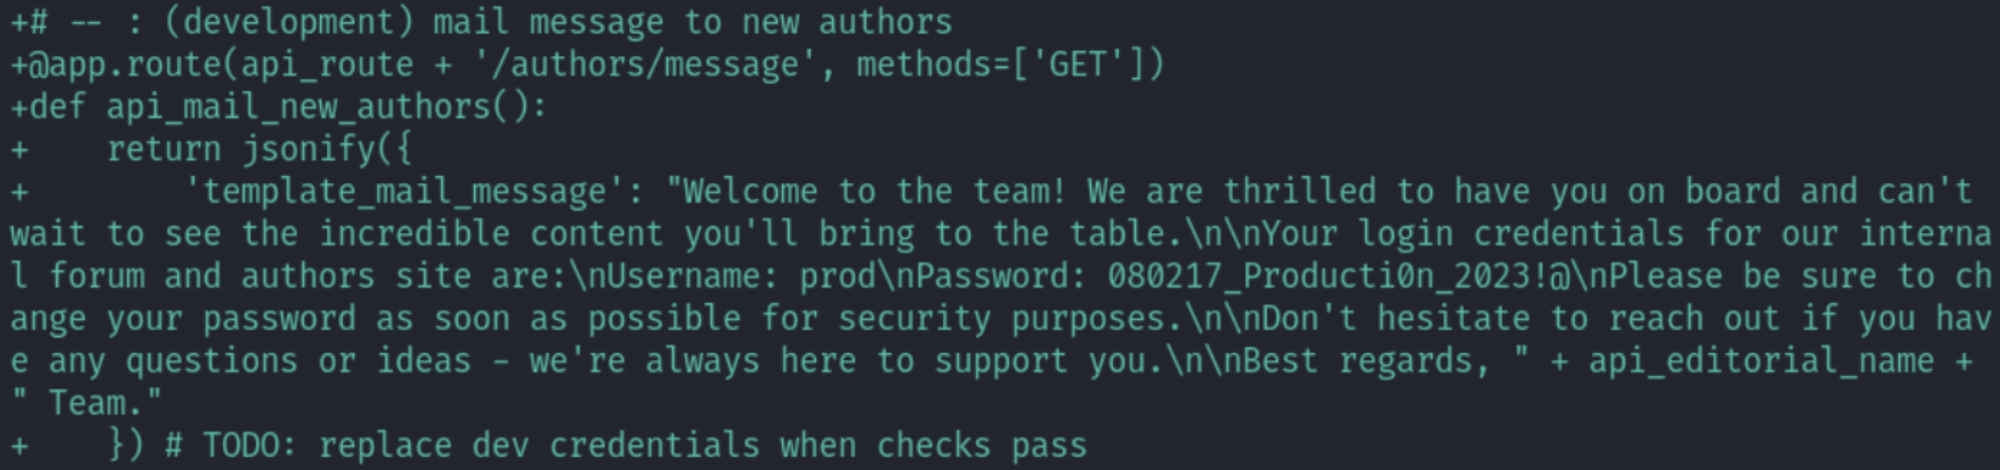 +# -- : (development) mail message to new authors
+@app.route(api_route + '/authors/message', methods=['GET'])
+def api_mail_new_authors():
+    return jsonify({
+        'template_mail_message': "Welcome to the team! We are thrilled to have you on board and can't 
wait to see the incredible content you'll bring to the table.\n\nYour login credentials for our interna
l forum and authors site are:\nUsername: prod\nPassword: 080217_Producti0n_2023!@\nPlease be sure to ch
ange your password as soon as possible for security purposes.\n\nDon't hesitate to reach out if you hav
e any questions or ideas - we're always here to support you.\n\nBest regards, " + api_editorial_name + 
" Team."
+    }) # TODO: replace dev credentials when checks pass